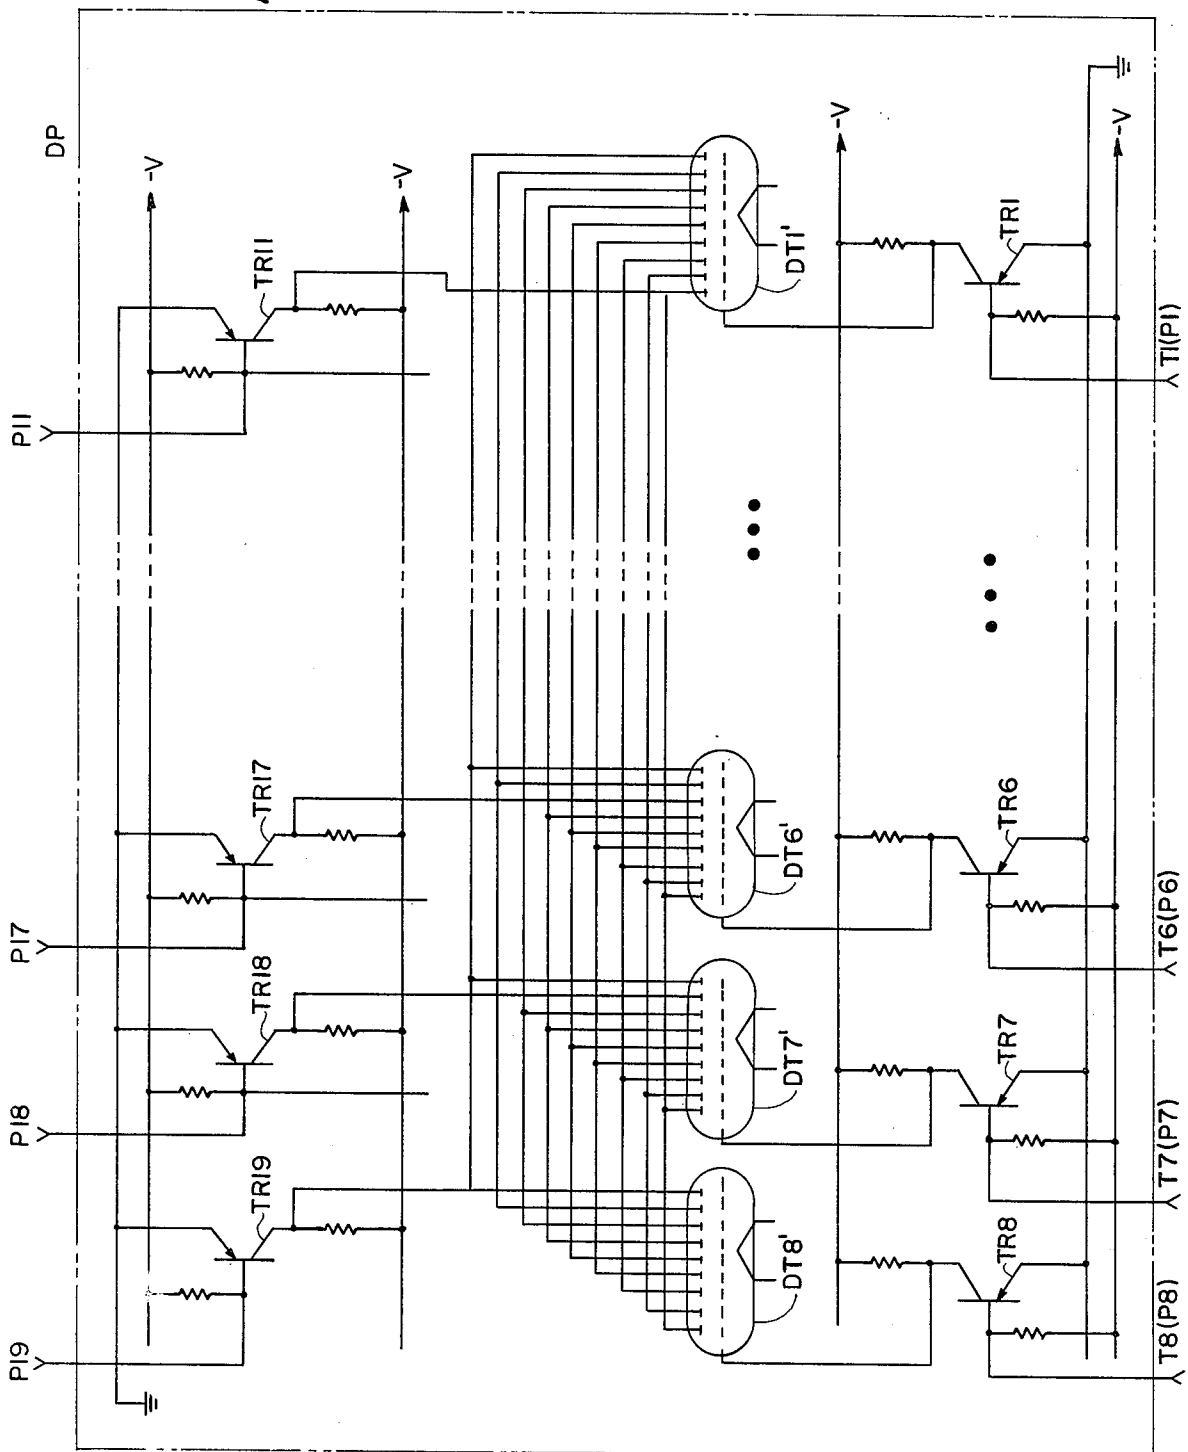 DP
P19
P18
P17
P11
-V
TR19
TR18
TR17
TR11
-V
DT8'
DT7'
DT6'
DT1'
-V
TR8
TR7
TR6
TR1
-V
T8(P8)
T7(P7)
T6(P6)
T1(P1)